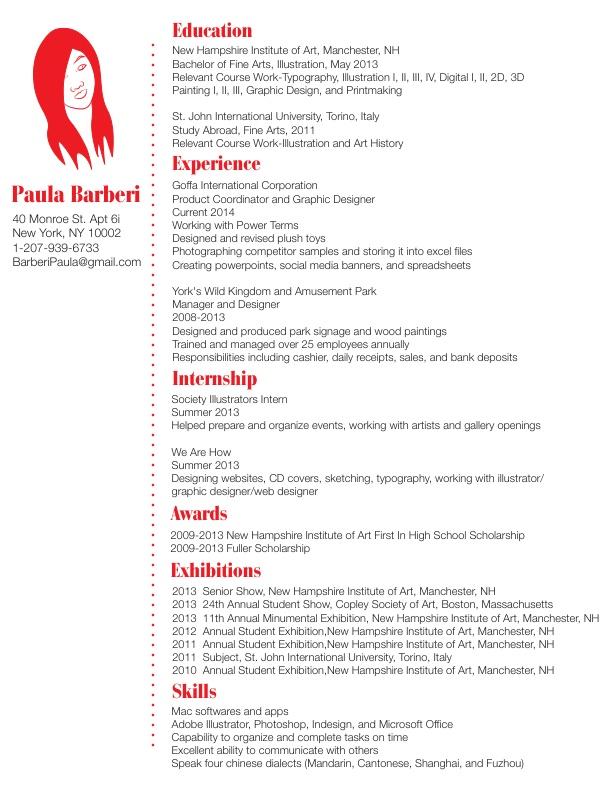 Paula Barberi
40 Monroe St. Apt 6i
New York, NY 10002
1-207-939-6733
BarberiPaula@gmail.com
Education
New Hampshire Institute of Art, Manchester, NH
Bachelor of Fine Arts, Illustration, May 2013
Relevant Course Work-Typography, Illustration I, II, III, IV, Digital I, II, 2D, 3D
Painting I, II, III, Graphic Design, and Printmaking
St. John International University, Torino, Italy
Study Abroad, Fine Arts, 2011
Relevant Course Work-Illustration and Art History
Experience
Goffa International Corporation
Product Coordinator and Graphic Designer
Current 2014
Working with Power Terms
Designed and revised plush toys
Photographing competitor samples and storing it into excel files
Creating powerpoints, social media banners, and spreadsheets
York's Wild Kingdom and Amusement Park
Manager and Designer
2008-2013
Designed and produced park signage and wood paintings
Trained and managed over 25 employees annually
Responsibilities including cashier, daily receipts, sales, and bank deposits
Internship
Society Illustrators Intern
Summer 2013
Helped prepare and organize events, working with artists and gallery openings
We Are How
Summer 2013
Designing websites, CD covers, sketching, typography, working with illustrator/
graphic designer/web designer
Awards
2009-2013 New Hampshire Institute of Art First In High School Scholarship
2009-2013 Fuller Scholarship
Exhibitions
2013 Senior Show, New Hampshire Institute of Art, Manchester, NH
2013 24th Annual Student Show, Copley Society of Art, Boston, Massachusetts
2013 11th Annual Minumental Exhibition, New Hampshire Institute of Art, Manchester, NH
2012 Annual Student Exhibition,New Hampshire Institute of Art, Manchester, NH
2011 Annual Student Exhibition,New Hampshire Institute of Art, Manchester, NH
2011 Subject, St. John International University, Torino, Italy
2010 Annual Student Exhibition,New Hampshire Institute of Art, Manchester, NH
Skills
Mac softwares and apps
Adobe Illustrator, Photoshop, Indesign, and Microsoft Office
Capability to organize and complete tasks on time
Excellent ability to communicate with others
Speak four chinese dialects (Mandarin, Cantonese, Shanghai, and Fuzhou)